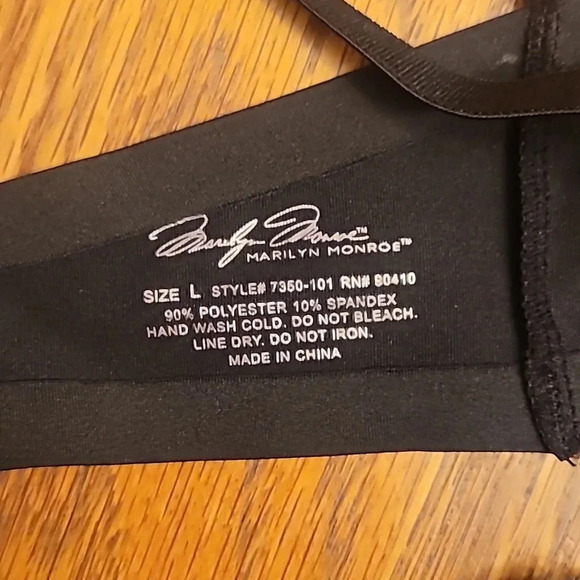 Marilyn Monroe™
MARILYN MONROE™
SIZE L STYLE# 7350-101 RN# 90410
90% POLYESTER 10% SPANDEX
HAND WASH COLD. DO NOT BLEACH.
LINE DRY. DO NOT IRON.
MADE IN CHINA